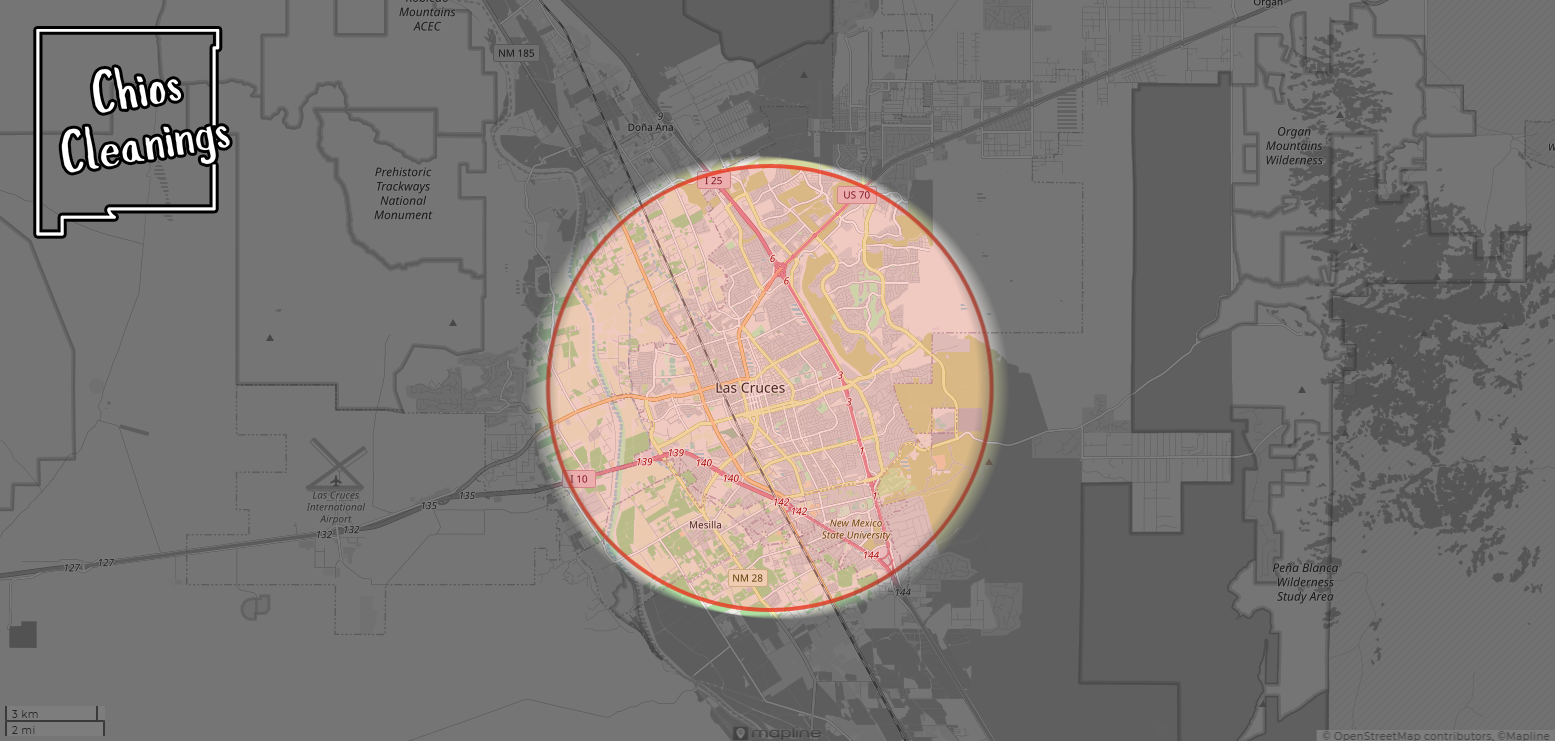 Robledo
Mountains
ACEC
Organ
NM 185
Chios
Cleanings
9
Doña Ana
Organ
Mountains
Wilderness
Prehistoric
Trackways
National
Monument
I 25
US 70
6
6
3
3
Las Cruces
1
139
139
140
140
I 10
1
135
135
142
142
Las Cruces
International
Airport
Mesilla
New Mexico
State University
132
132
127
127
144
144
NM 28
Peña Blanca
Wilderness
Study Area
3 km
2 mi
mapline
© OpenStreetMap contributors, ©Mapline